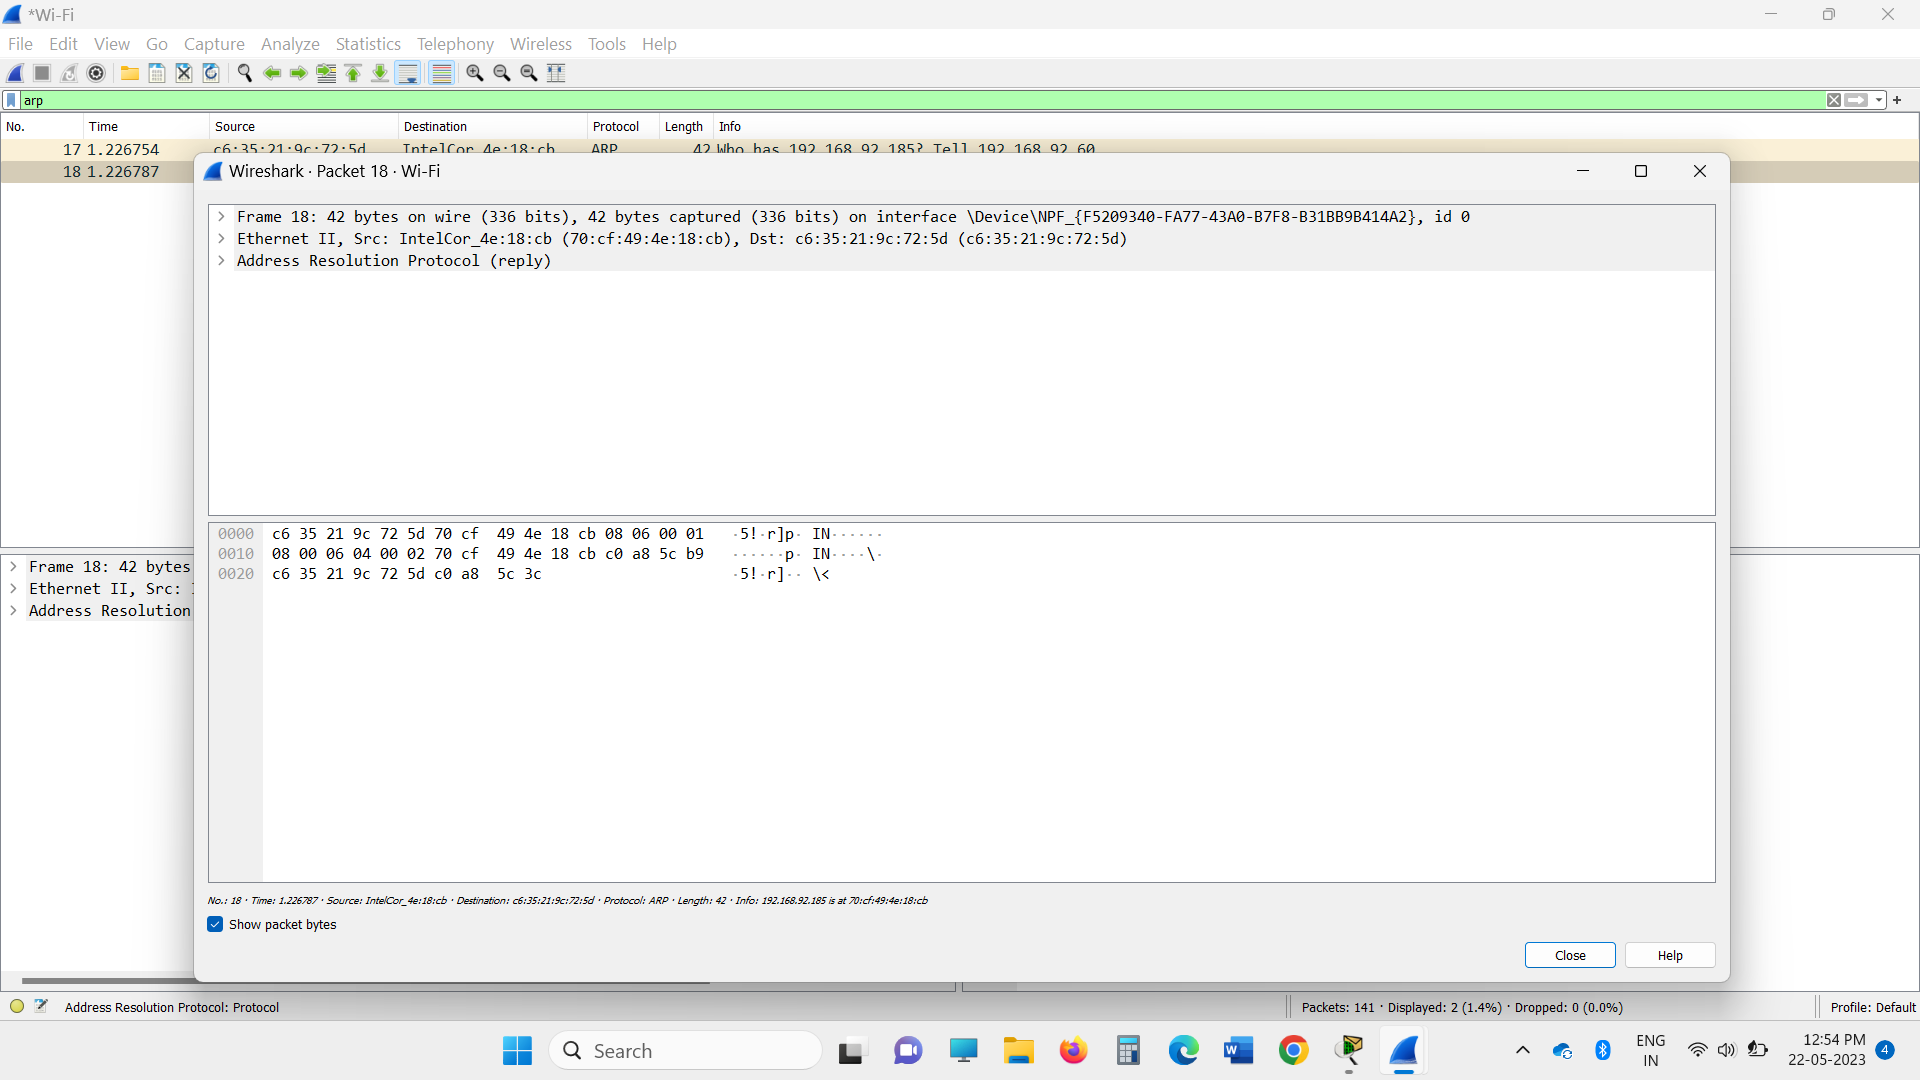 *Wi-Fi
File Edit View Go Capture Analyze Statistics Telephony Wireless Tools Help
arp
No. Time Source Destination Protocol Length Info
17 1.226754 c6:35:21:9c:72:5d IntelCor_4e:18:cb ARP 42 Who has 192.168.92.185? Tell 192.168.92.60
18 1.226787
Wireshark · Packet 18 · Wi-Fi
Frame 18: 42 bytes on wire (336 bits), 42 bytes captured (336 bits) on interface \Device\NPF_{F5209340-FA77-43A0-B7F8-B31BB9B414A2}, id 0
Ethernet II, Src: IntelCor_4e:18:cb (70:cf:49:4e:18:cb), Dst: c6:35:21:9c:72:5d (c6:35:21:9c:72:5d)
Address Resolution Protocol (reply)
0000 c6 35 21 9c 72 5d 70 cf 49 4e 18 cb 08 06 00 01 ·5!·r]p· IN······
0010 08 00 06 04 00 02 70 cf 49 4e 18 cb c0 a8 5c b9 ······p· IN····\·
0020 c6 35 21 9c 72 5d c0 a8 5c 3c ·5!·r]·· \<
Frame 18: 42 bytes
Ethernet II, Src:
Address Resolution
No.: 18 · Time: 1.226787 · Source: IntelCor_4e:18:cb · Destination: c6:35:21:9c:72:5d · Protocol: ARP · Length: 42 · Info: 192.168.92.185 is at 70:cf:49:4e:18:cb
Show packet bytes
Close Help
Address Resolution Protocol: Protocol
Packets: 141 · Displayed: 2 (1.4%) · Dropped: 0 (0.0%)
Profile: Default
Search
ENG
IN
12:54 PM
22-05-2023
4